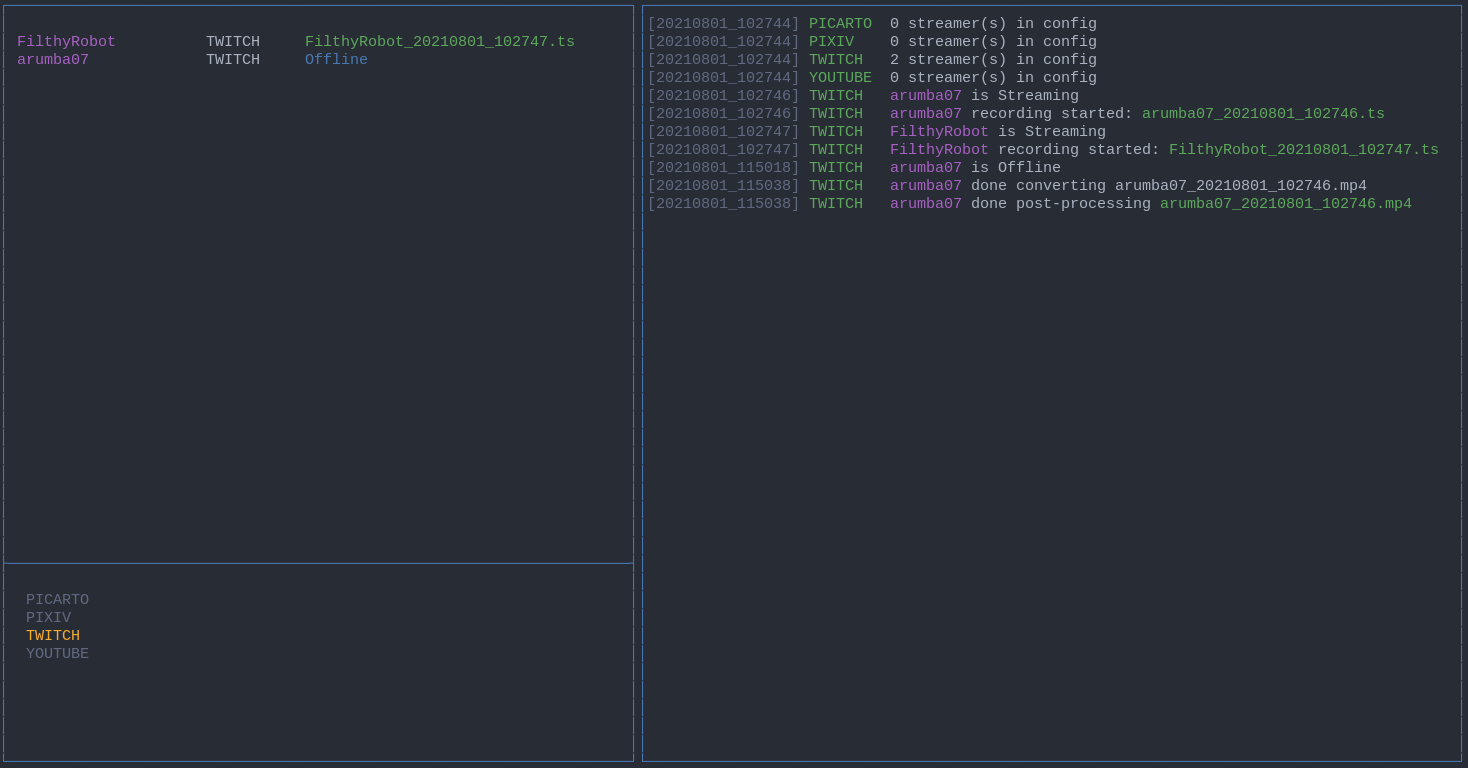 FilthyRobot TWITCH FilthyRobot_20210801_102747.ts
arumba07 TWITCH Offline
PICARTO
PIXIV
TWITCH
YOUTUBE
[20210801_102744] PICARTO 0 streamer(s) in config
[20210801_102744] PIXIV 0 streamer(s) in config
[20210801_102744] TWITCH 2 streamer(s) in config
[20210801_102744] YOUTUBE 0 streamer(s) in config
[20210801_102746] TWITCH arumba07 is Streaming
[20210801_102746] TWITCH arumba07 recording started: arumba07_20210801_102746.ts
[20210801_102747] TWITCH FilthyRobot is Streaming
[20210801_102747] TWITCH FilthyRobot recording started: FilthyRobot_20210801_102747.ts
[20210801_115018] TWITCH arumba07 is Offline
[20210801_115038] TWITCH arumba07 done converting arumba07_20210801_102746.mp4
[20210801_115038] TWITCH arumba07 done post-processing arumba07_20210801_102746.mp4